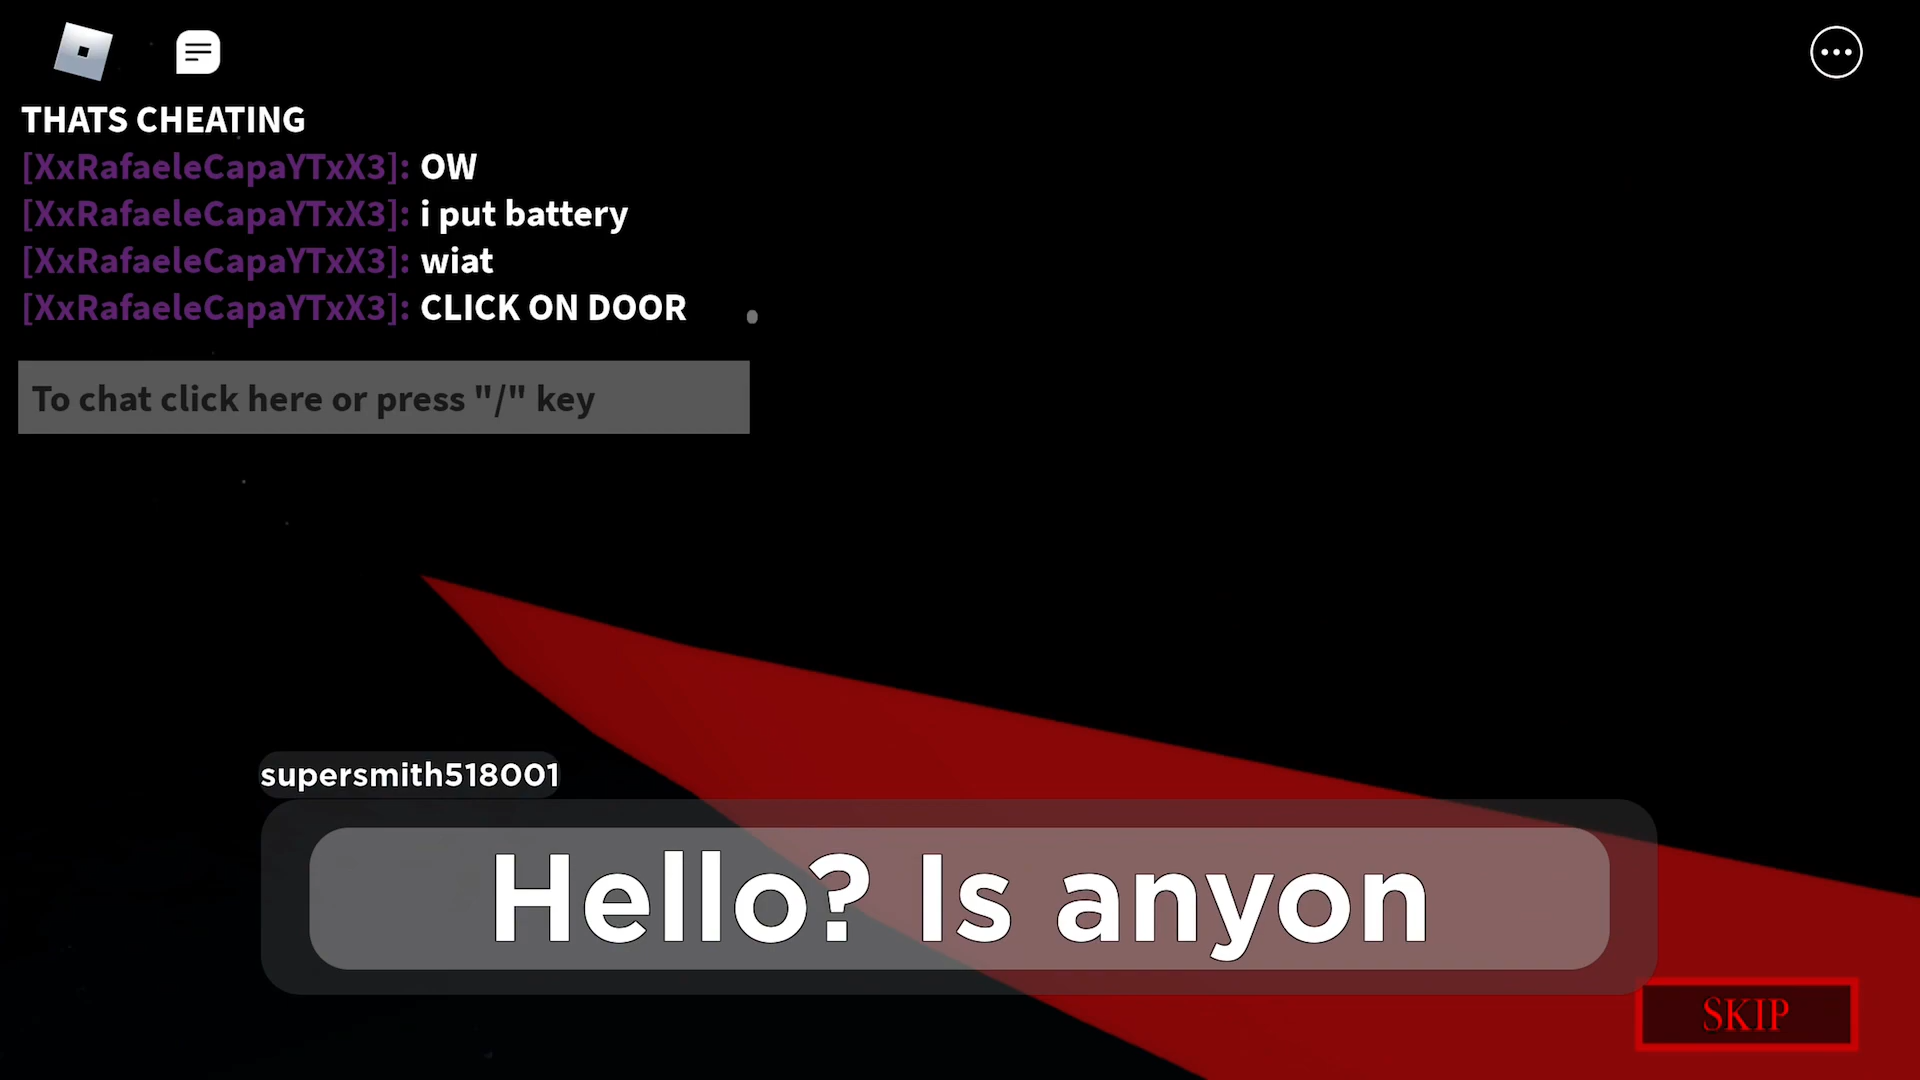 THATS CHEATING
[XxRafaeleCapaYTxX3]: OW
[XxRafaeleCapaYTxX3]: i put battery
[XxRafaeleCapaYTxX3]: wiat
[XxRafaeleCapaYTxX3]: CLICK ON DOOR
To chat click here or press "/" key
supersmith518001
Hello? Is anyon
SKIP